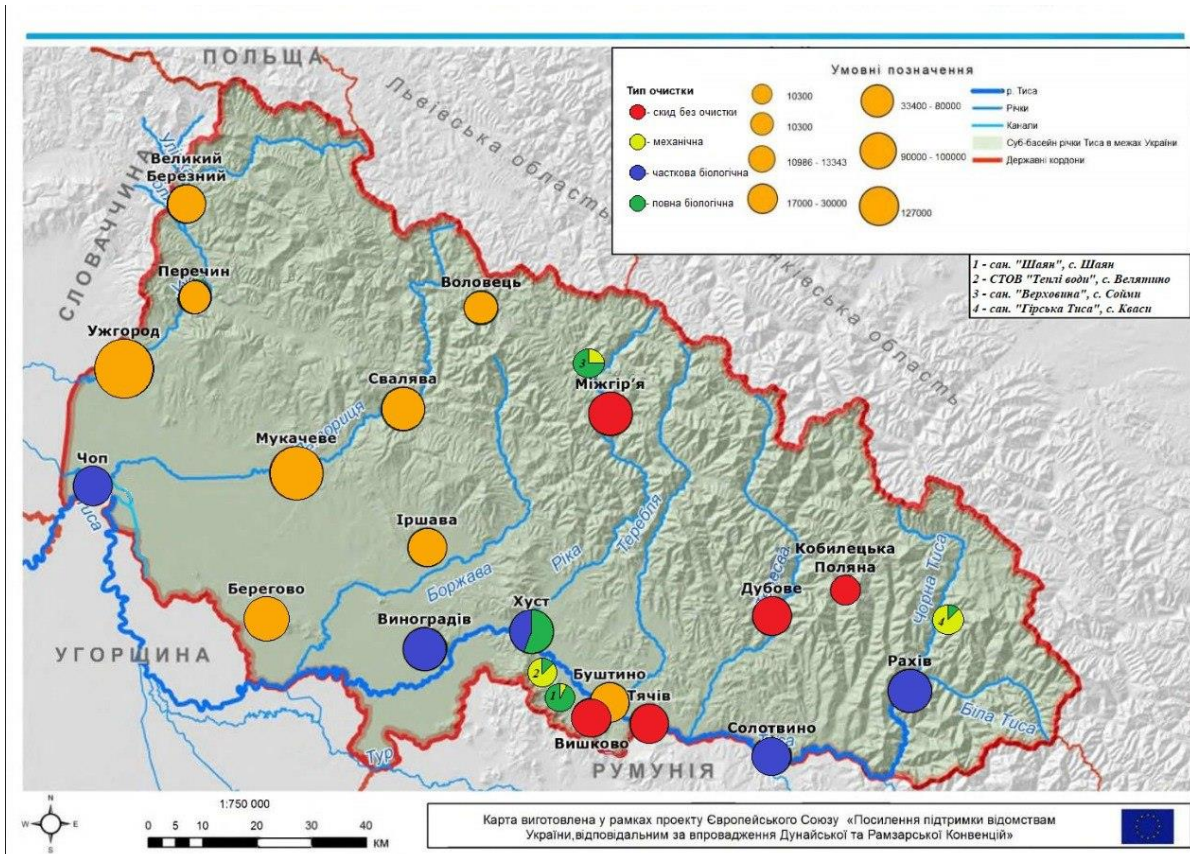 ПОЛЬЩА
Львівська область
СЛОВАЧЧИНА
Великий
Березний
Перечин
Ужгород
Воловець
Свалява
Міжгір'я
3
Мукачеве
Чоп
Тиса
Іршава
Боржава
Ріка
Теребля
Кобилецька
Поляна
Дубове
Чорна Тиса
4
Берегово
УГОРЩИНА
Виноградів
Хуст
2
1
Буштино
Тячів
Вишково
Рахів
Біла Тиса
Солотвино
Тиса
Тур
РУМУНІЯ
Умовні позначення
Тип очистки
- скид без очистки
- механічна
- часткова біологічна
- повна біологічна
10300
10300
10986 - 13343
17000 - 30000
33400 - 80000
90000 - 100000
127000
р. Тиса
Річки
Канали
Суб-басейн річки Тиса в межах України
Державні кордони
область
1 - сан. "Шаян", с. Шаян
2 - СТОВ "Теплі води", с. Велятино
3 - сан. "Верховина", с. Сойми
4 - сан. "Гірська Тиса", с. Кваси
N
W E
S
1:750 000
0 5 10 20 30 40
КМ
Карта виготовлена у рамках проекту Європейського Союзу «Посилення підтримки відомствам
України,відповідальним за впровадження Дунайської та Рамзарської Конвенцій»